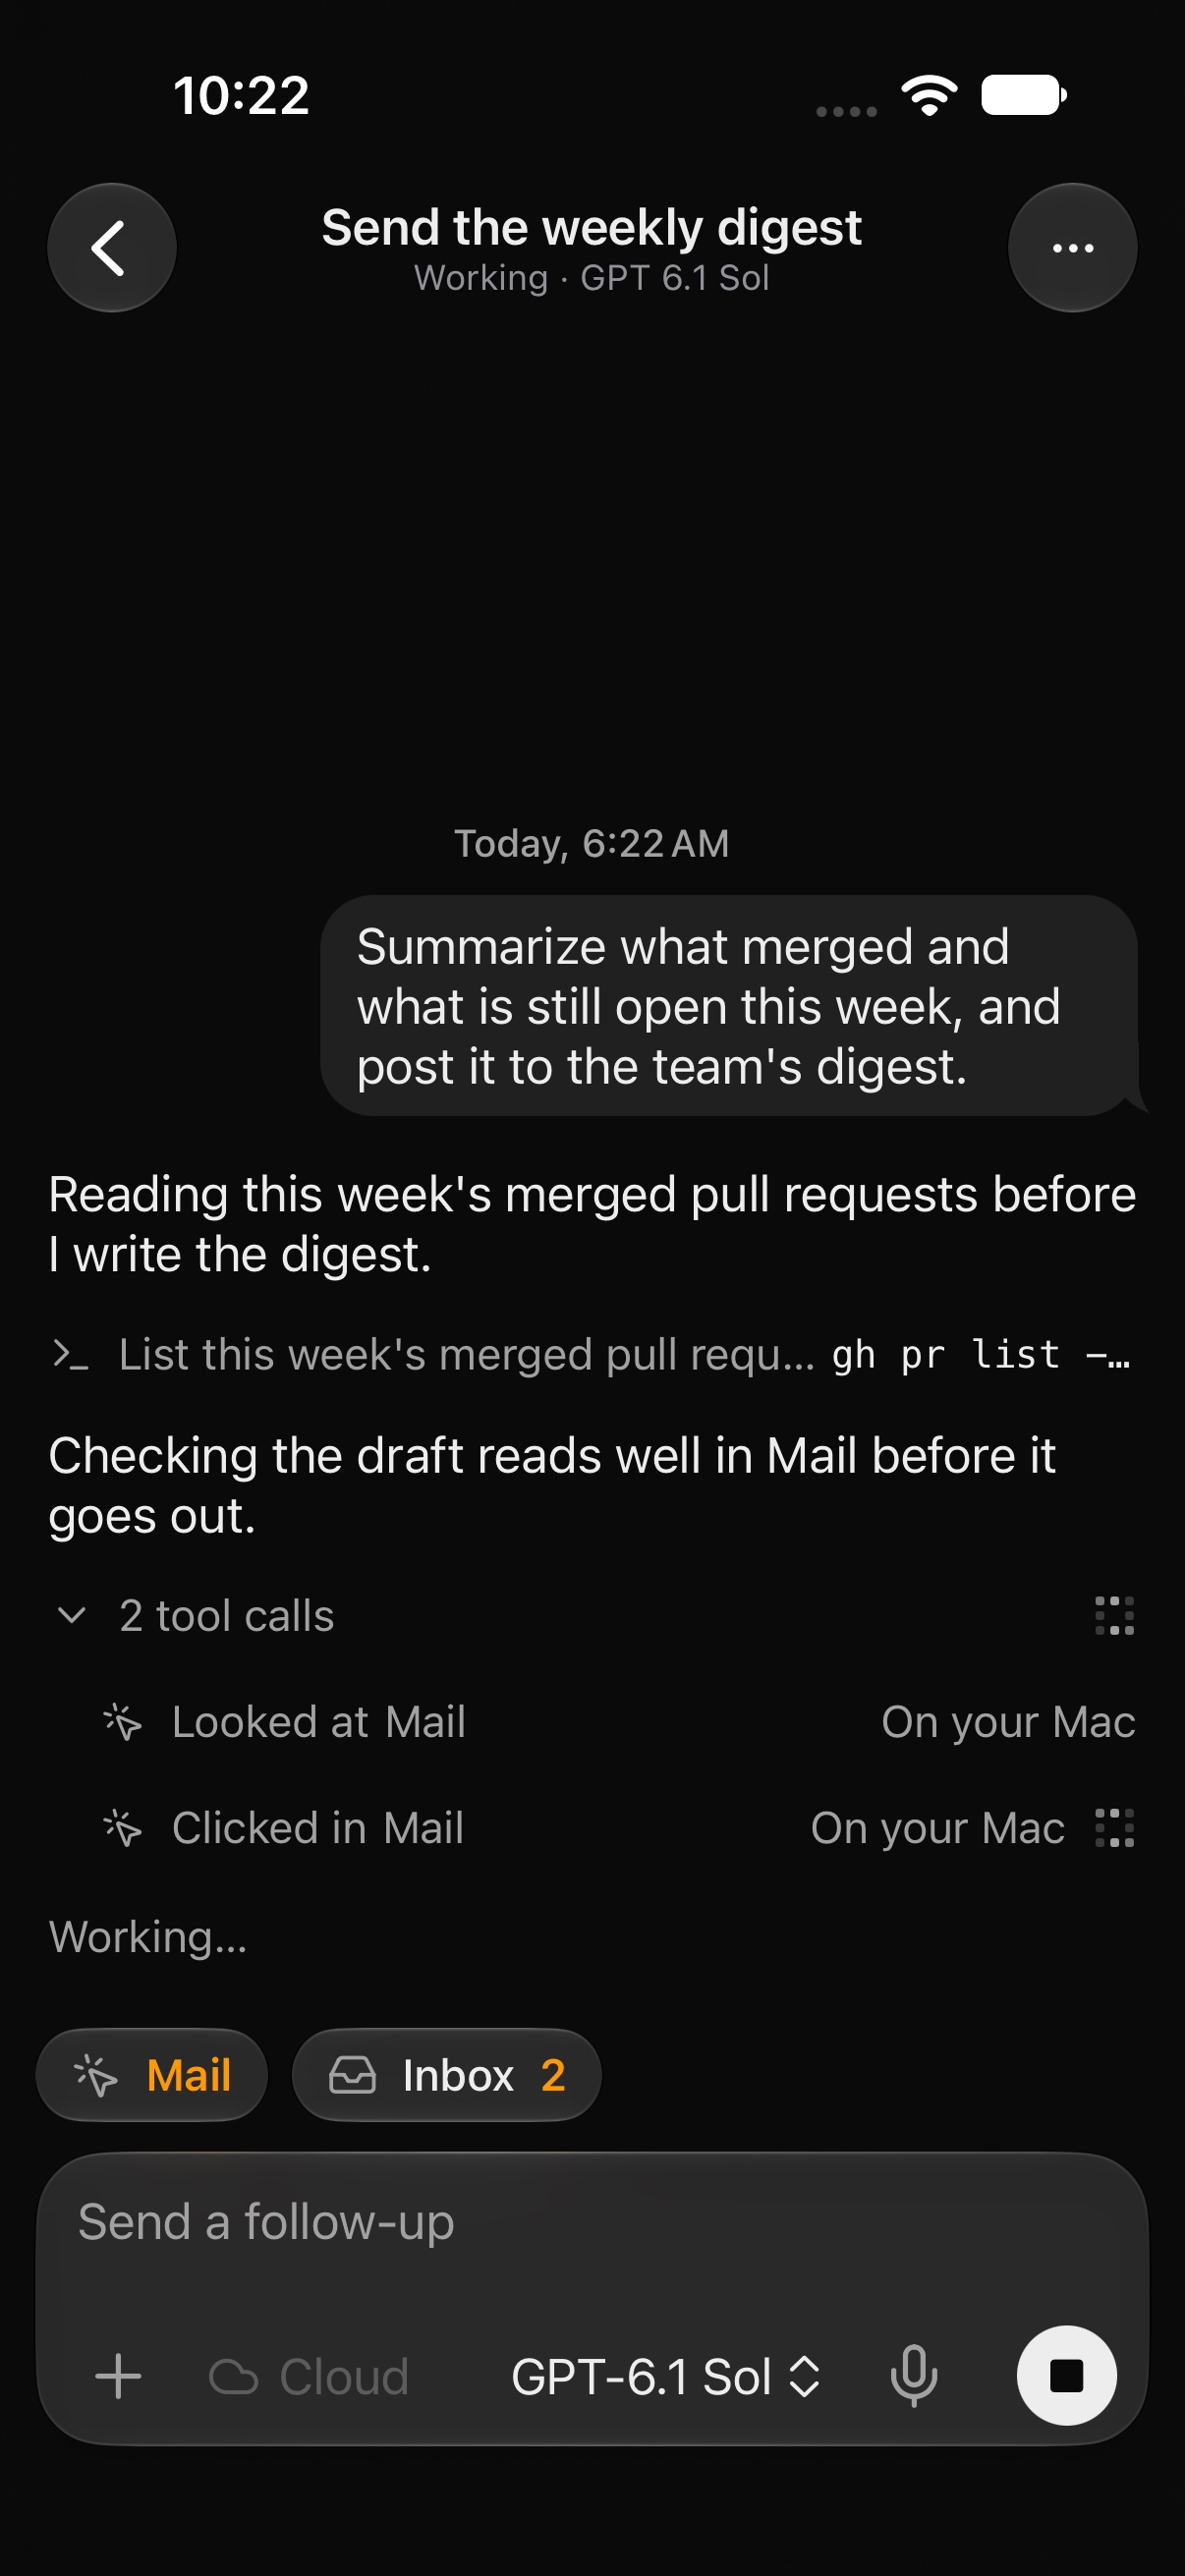 10:22
Send the weekly digest
Working · GPT 6.1 Sol
Today, 6:22 AM
Summarize what merged and
what is still open this week, and
post it to the team's digest.
Reading this week's merged pull requests before
I write the digest.
List this week's merged pull requ... gh pr list –…
Checking the draft reads well in Mail before it
goes out.
2 tool calls
Looked at Mail On your Mac
Clicked in Mail On your Mac
Working...
Mail Inbox 2
Send a follow-up
Cloud GPT-6.1 Sol